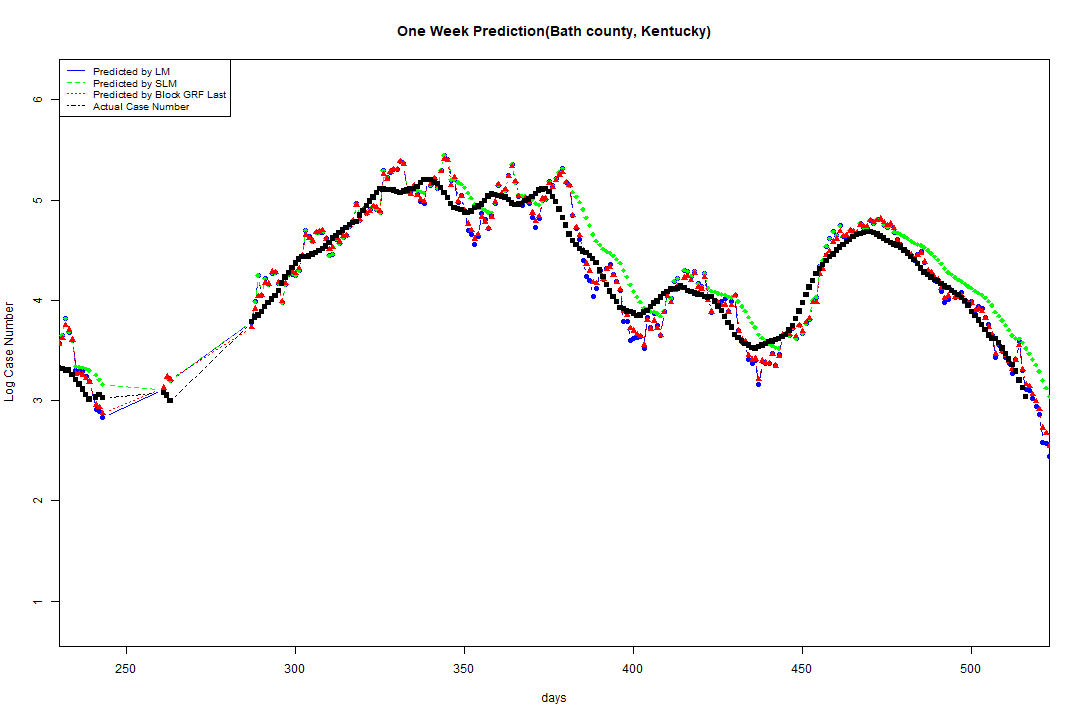 One Week Prediction(Bath county, Kentucky)
Predicted by LM
Predicted by SLM
Predicted by Block GRF Last
Actual Case Number
6
5
4
3
2
1
Log Case Number
250 300 350 400 450 500
days